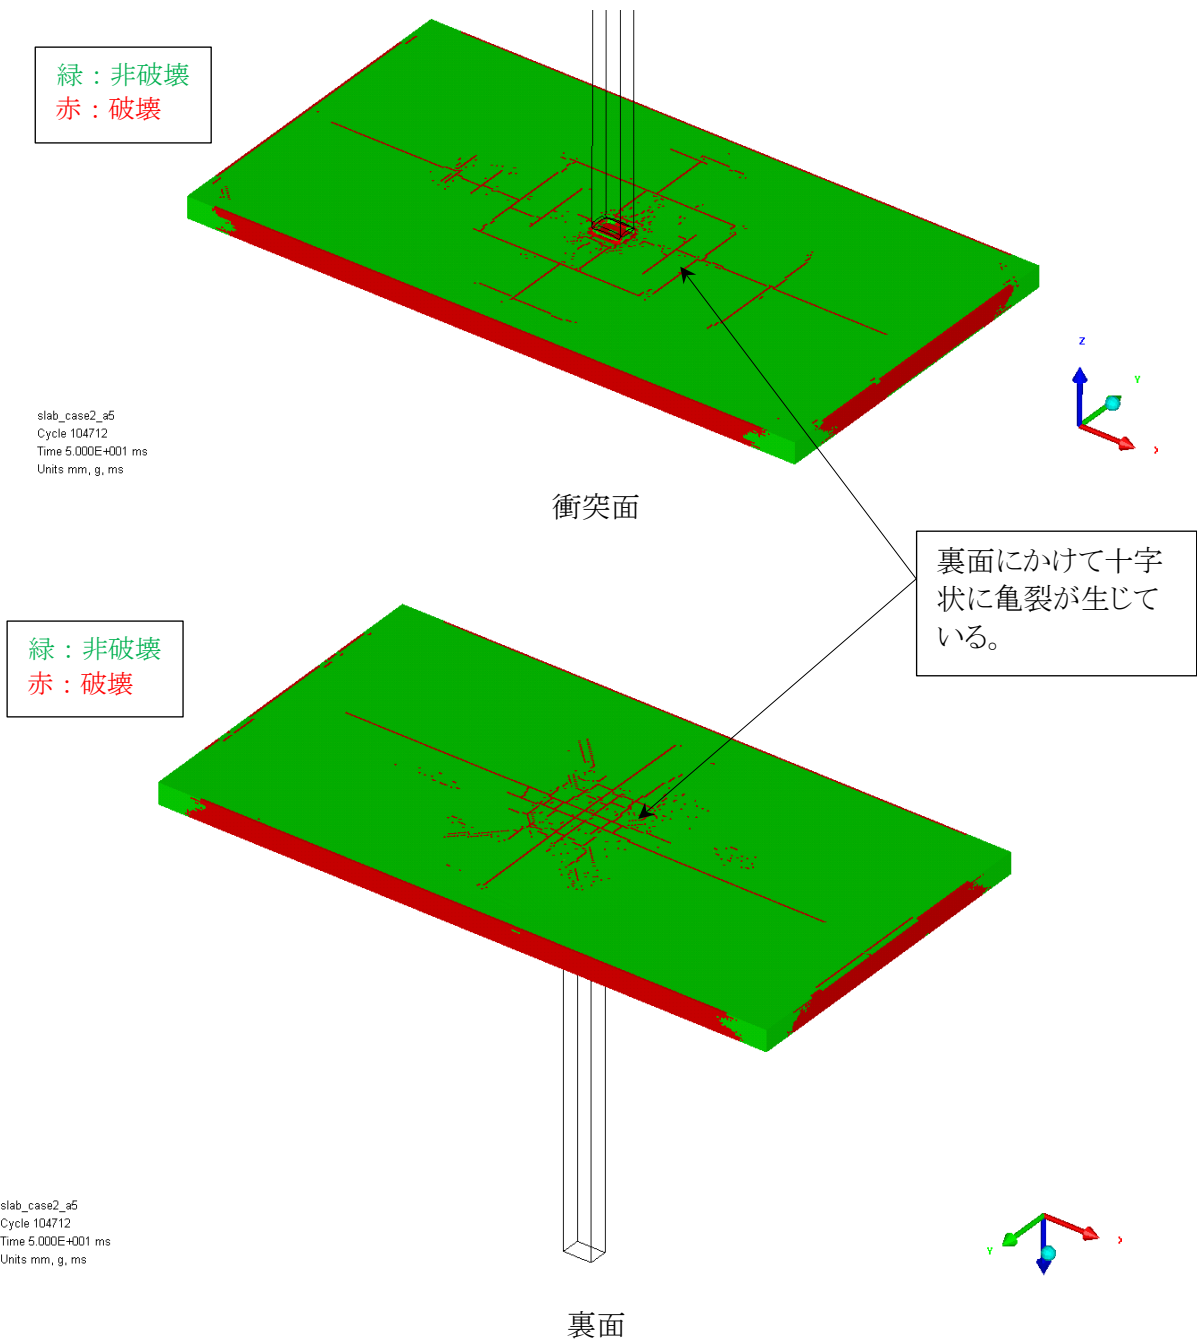 緑：非破壊
赤：破壊
Z
Y
X
slab_case2_a5
Cycle 104712
Time 5.000E+001 ms
Units mm, g, ms
衝突面
裏面にかけて十字
状に亀裂が生じて
いる。
緑：非破壊
赤：破壊
slab_case2_a5
Cycle 104712
Time 5.000E+001 ms
Units mm, g, ms
Y
X
裏面